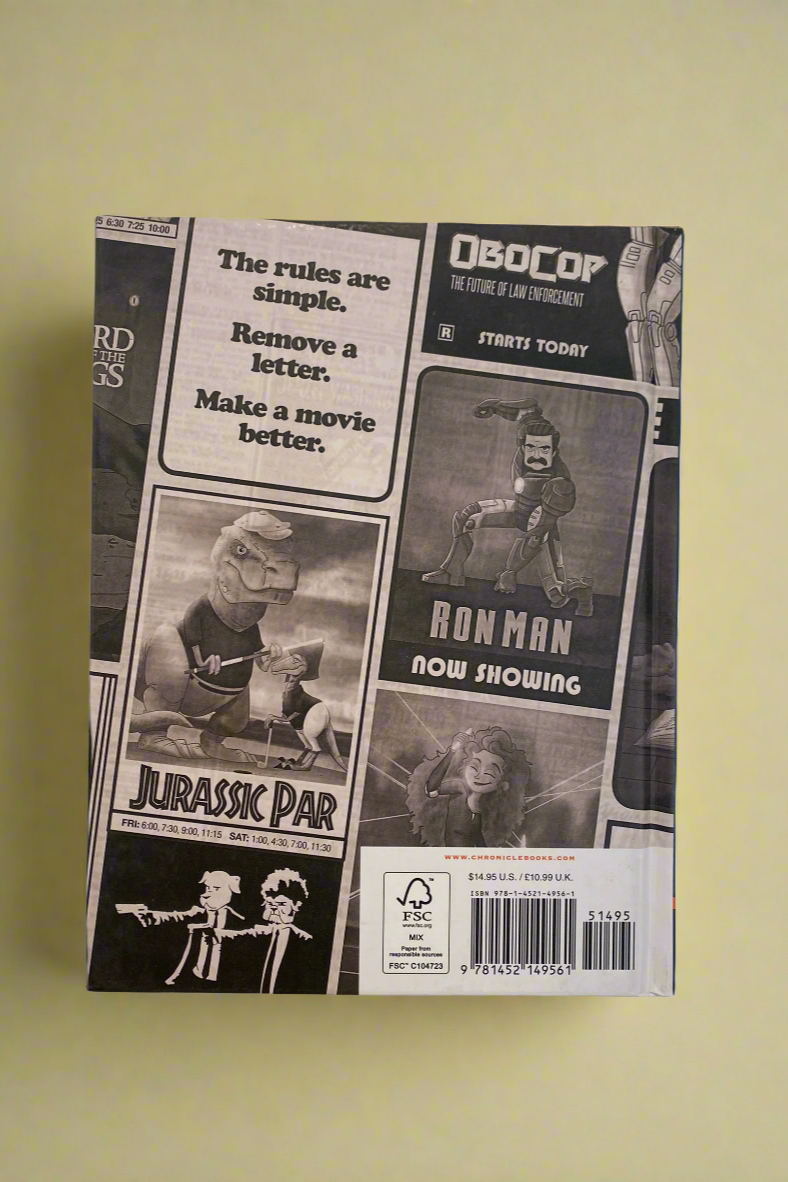 5 6:30 7:25 10:00
RD
F THE
GS
The rules are
simple.
Remove a
letter.
Make a movie
better.
OBOCOP
THE FUTURE OF LAW ENFORCEMENT
R
STARTS TODAY
RON MAN
NOW SHOWING
JURASSIC PAR
FRI: 6:00, 7:30, 9:00, 11:15 SAT: 1:00, 4:30, 7:00, 11:30
WWW.CHRONICLEBOOKS.COM
$14.95 U.S. / £10.99 U.K.
ISBN 978-1-4521-4956-1
51495
9 781452 149561
FSC
www.fsc.org
MIX
Paper from
responsible sources
FSC™ C104723